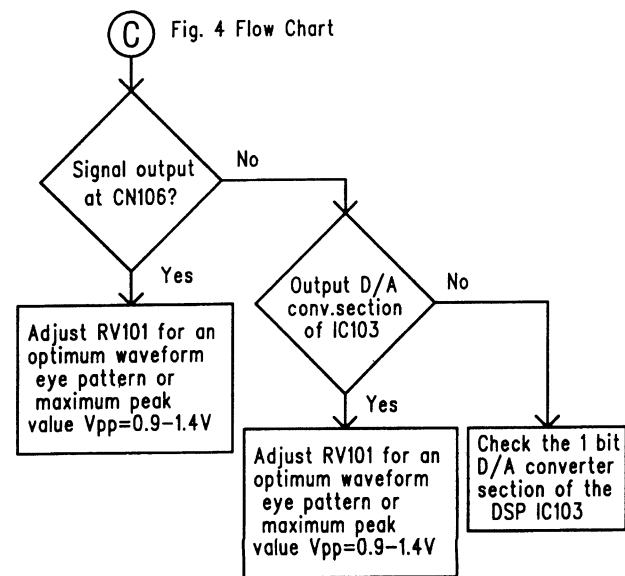 C
Fig. 4 Flow Chart
Signal output
at CN106?
No
Yes
Adjust RV101 for an
optimum waveform
eye pattern or
maximum peak
value Vpp=0.9-1.4V
Output D/A
conv.section
of IC103
No
Yes
Adjust RV101 for an
optimum waveform
eye pattern or
maximum peak
value Vpp=0.9-1.4V
Check the 1 bit
D/A converter
section of the
DSP IC103